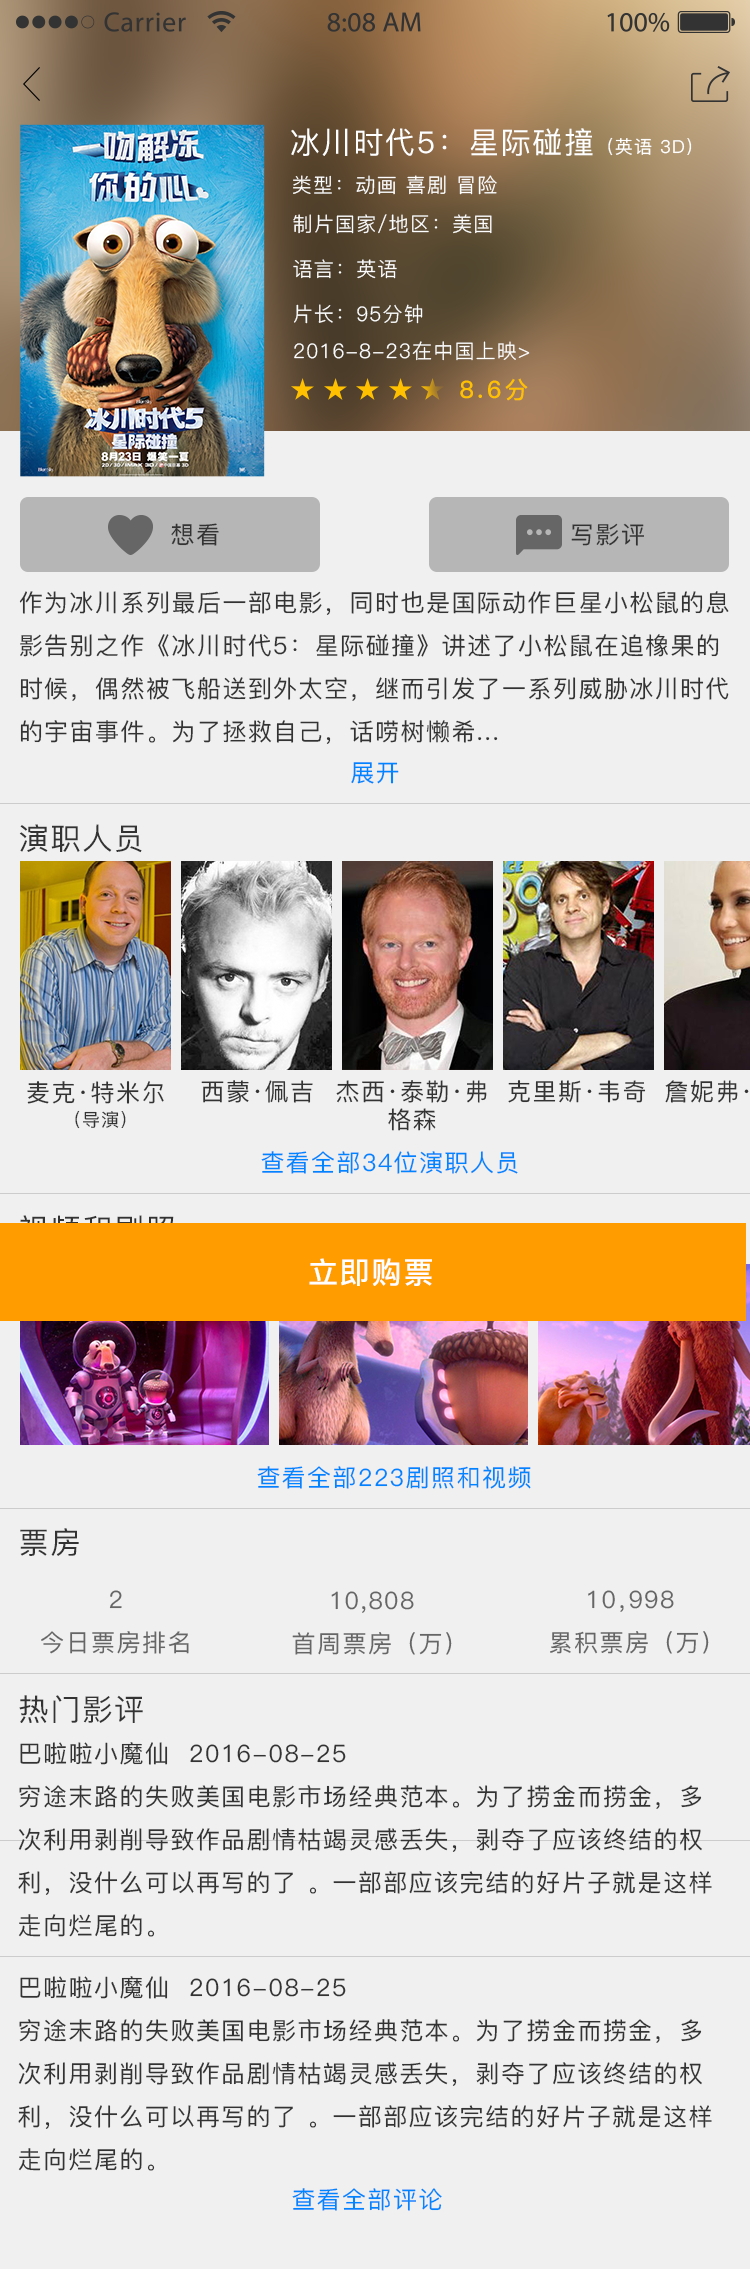 Carrier 8:08 AM 100%
一吻解冻
你的心
冰川时代5
星际碰撞
8月23日 爆笑一夏
冰川时代5：星际碰撞（英语 3D）
类型：动画 喜剧 冒险
制片国家/地区：美国
语言：英语
片长：95分钟
2016-8-23在中国上映>
8.6分
想看
写影评
作为冰川系列最后一部电影，同时也是国际动作巨星小松鼠的息
影告别之作《冰川时代5：星际碰撞》讲述了小松鼠在追橡果的
时候，偶然被飞船送到外太空，继而引发了一系列威胁冰川时代
的宇宙事件。为了拯救自己，话唠树懒希...
展开
演职人员
麦克·特米尔
（导演）
西蒙·佩吉
杰西·泰勒·弗
格森
克里斯·韦奇
詹妮弗·
查看全部34位演职人员
视频和剧照
立即购票
查看全部223剧照和视频
票房
2
今日票房排名
10,808
首周票房（万）
10,998
累积票房（万）
热门影评
巴啦啦小魔仙 2016-08-25
穷途末路的失败美国电影市场经典范本。为了捞金而捞金，多
次利用剥削导致作品剧情枯竭灵感丢失，剥夺了应该终结的权
利，没什么可以再写的了 。一部部应该完结的好片子就是这样
走向烂尾的。
巴啦啦小魔仙 2016-08-25
穷途末路的失败美国电影市场经典范本。为了捞金而捞金，多
次利用剥削导致作品剧情枯竭灵感丢失，剥夺了应该终结的权
利，没什么可以再写的了 。一部部应该完结的好片子就是这样
走向烂尾的。
查看全部评论